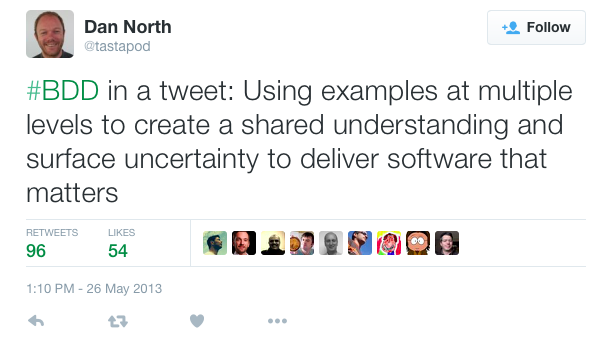 Dan North
@tastapod
Follow
#BDD in a tweet: Using examples at multiple
levels to create a shared understanding and
surface uncertainty to deliver software that
matters
RETWEETS LIKES
96 54
1:10 PM - 26 May 2013